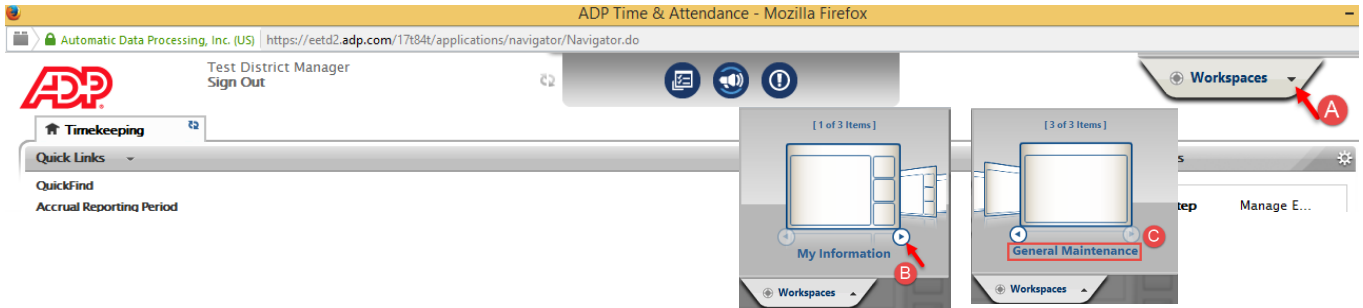 ADP Time & Attendance - Mozilla Firefox
Automatic Data Processing, Inc. (US) https://eetd2.adp.com/17t84t/applications/navigator/Navigator.do
ADP
Test District Manager
Sign Out
Workspaces
A
Timekeeping
Quick Links
QuickFind
Accrual Reporting Period
[ 1 of 3 Items ]
My Information
B
Workspaces
[ 3 of 3 Items ]
C
General Maintenance
Workspaces
s
tep Manage E...